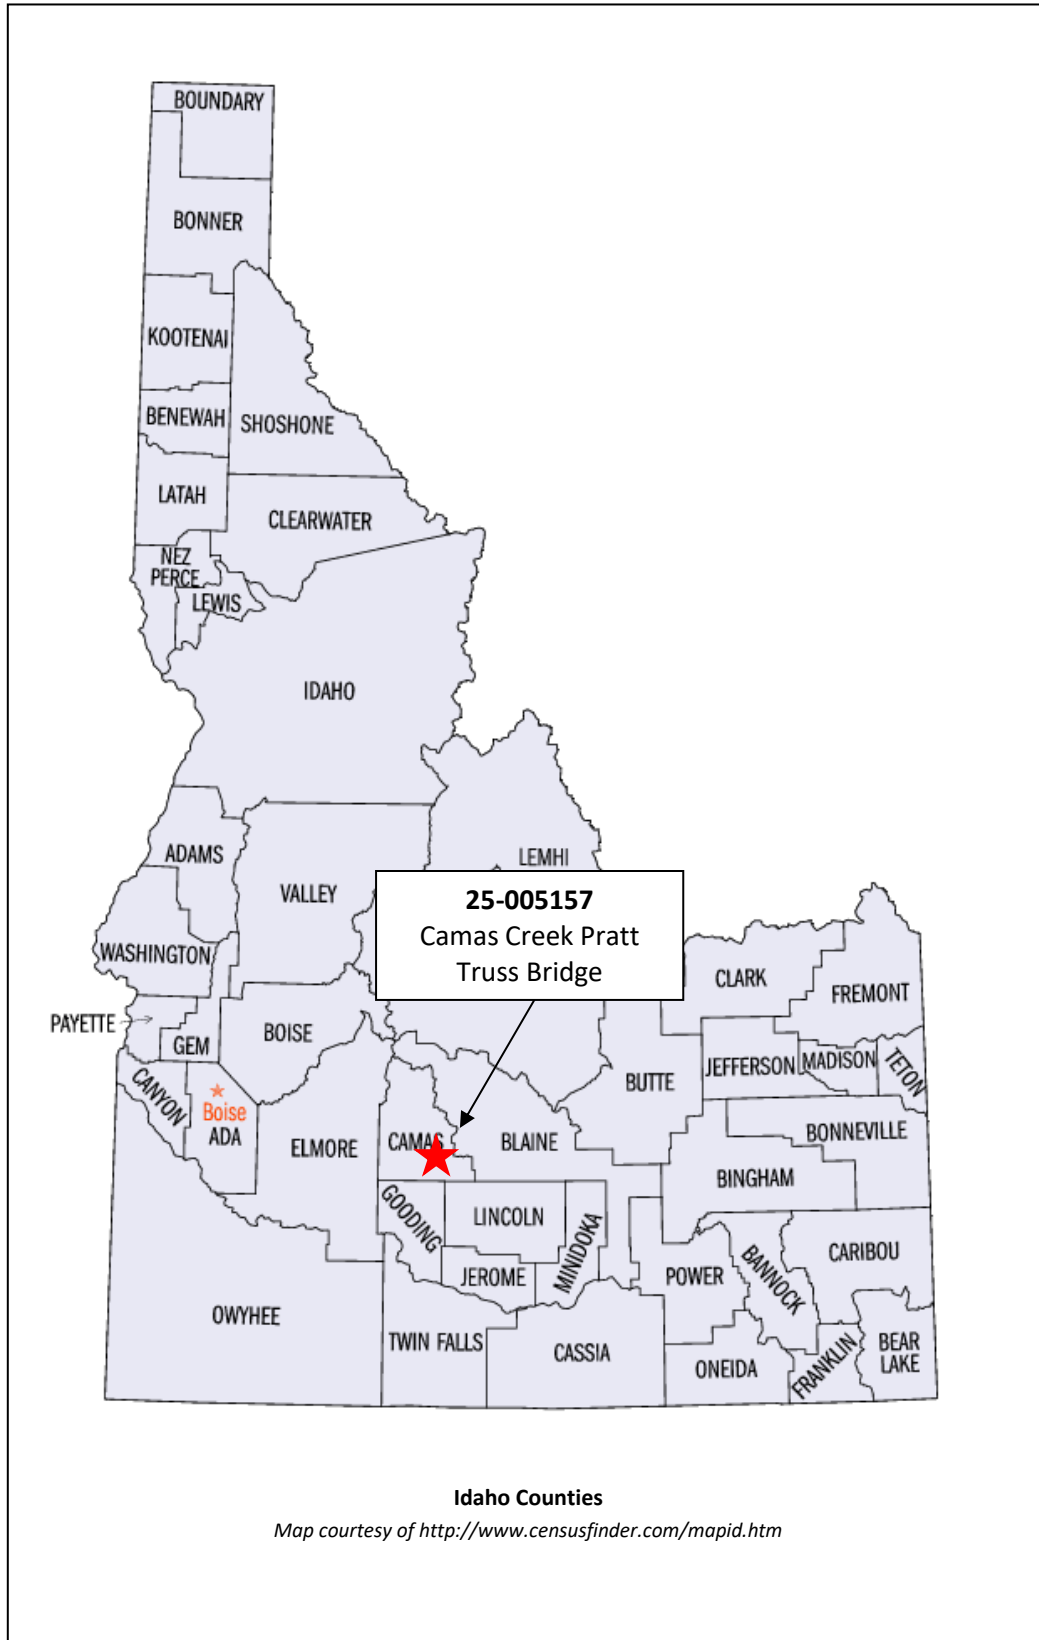 BOUNDARY
BONNER
KOOTENAI
BENEWAH
SHOSHONE
LATAH
CLEARWATER
NEZ
PERCE
LEWIS
IDAHO
ADAMS
VALLEY
LEMHI
25-005157
Camas Creek Pratt
Truss Bridge
WASHINGTON
CLARK
FREMONT
PAYETTE
GEM
BOISE
BUTTE
JEFFERSON
MADISON
TETON
CANYON
Boise
ADA
ELMORE
CAMAS
BLAINE
BONNEVILLE
BINGHAM
GOODING
LINCOLN
MINIDOKA
JEROME
POWER
BANNOCK
CARIBOU
OWYHEE
TWIN FALLS
CASSIA
ONEIDA
FRANKLIN
BEAR
LAKE
Idaho Counties
Map courtesy of http://www.censusfinder.com/mapid.htm